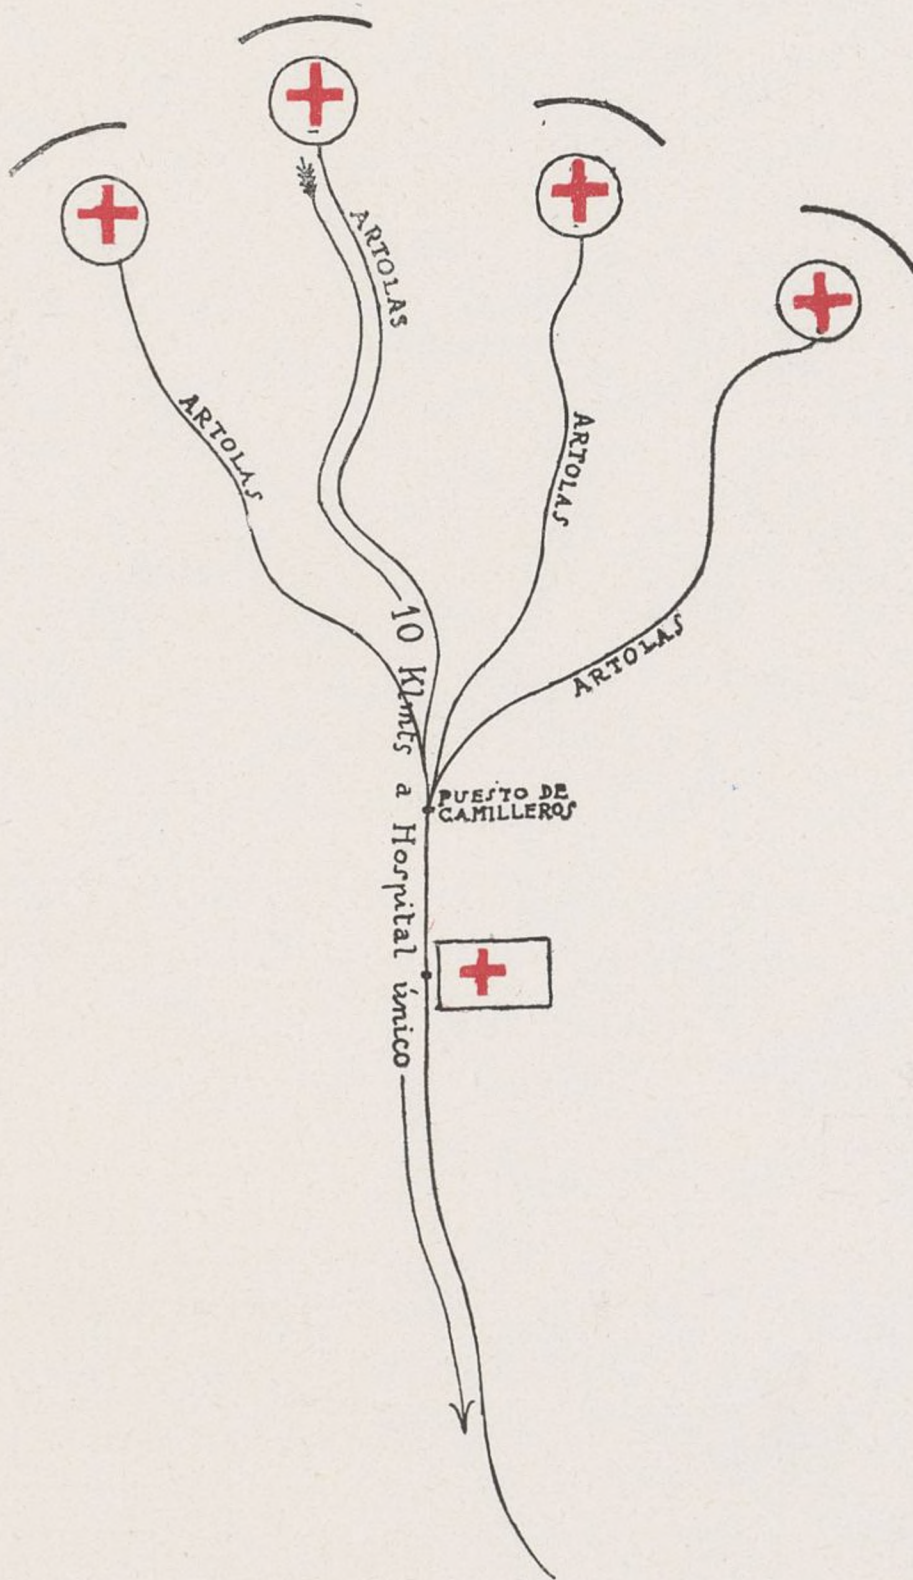 ARTOLAS
ARTOLAS
ARTOLAS
ARTOLAS
10 Klmts a Hospital único
PUESTO DE
CAMILLEROS